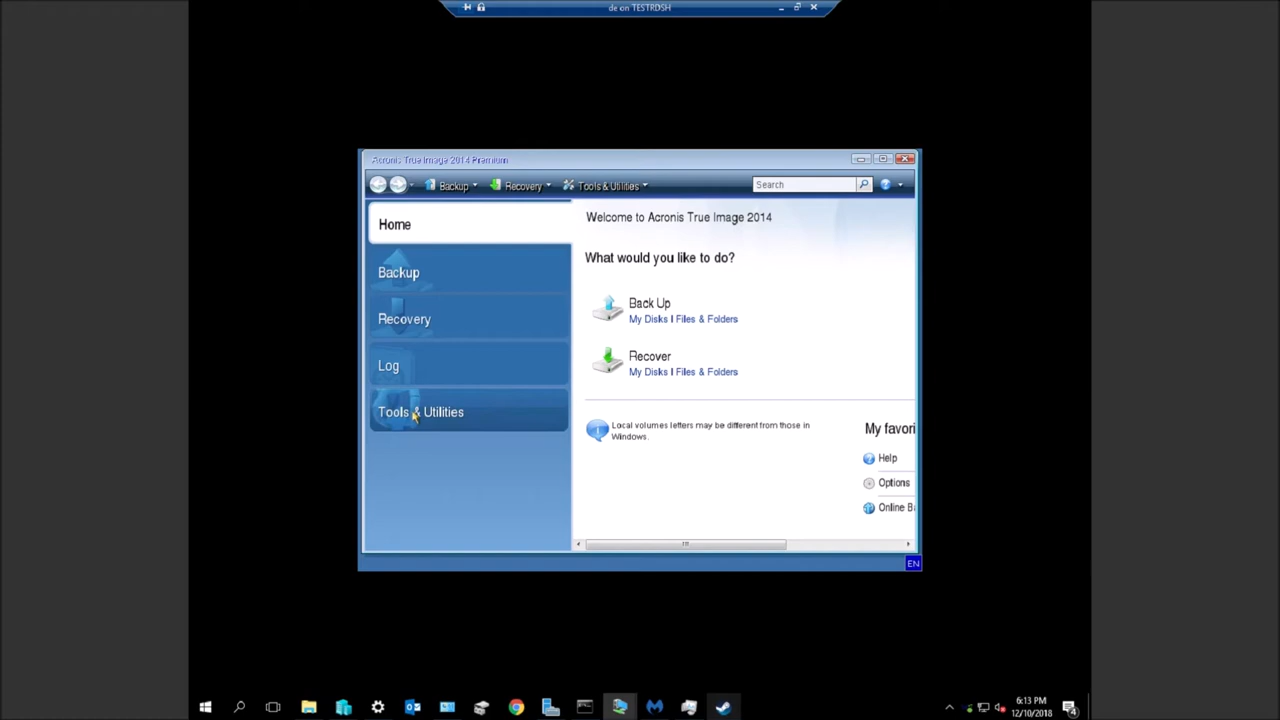 de on TESTRDSH
Acronis True Image 2014 Premium
Backup
Recovery
Tools & Utilities
Search
Home
Backup
Recovery
Log
Tools & Utilities
Welcome to Acronis True Image 2014
What would you like to do?
Back Up
My Disks | Files & Folders
Recover
My Disks | Files & Folders
Local volumes letters may be different from those in
Windows.
My favori
Help
Options
Online B
EN
6:13 PM
12/10/2018
4